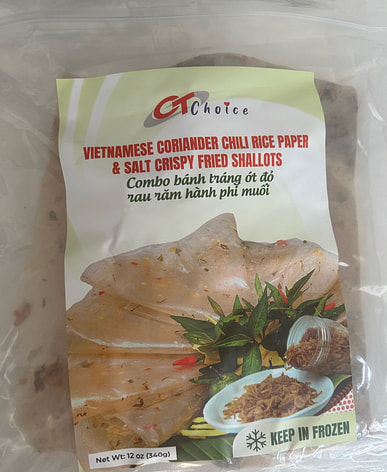 CT Choice
VIETNAMESE CORIANDER CHILI RICE PAPER
& SALT CRISPY FRIED SHALLOTS
Combo bánh tráng ớt đỏ
rau răm hành phi muối
KEEP IN FROZEN
Net Wt: 12 oz (340g)